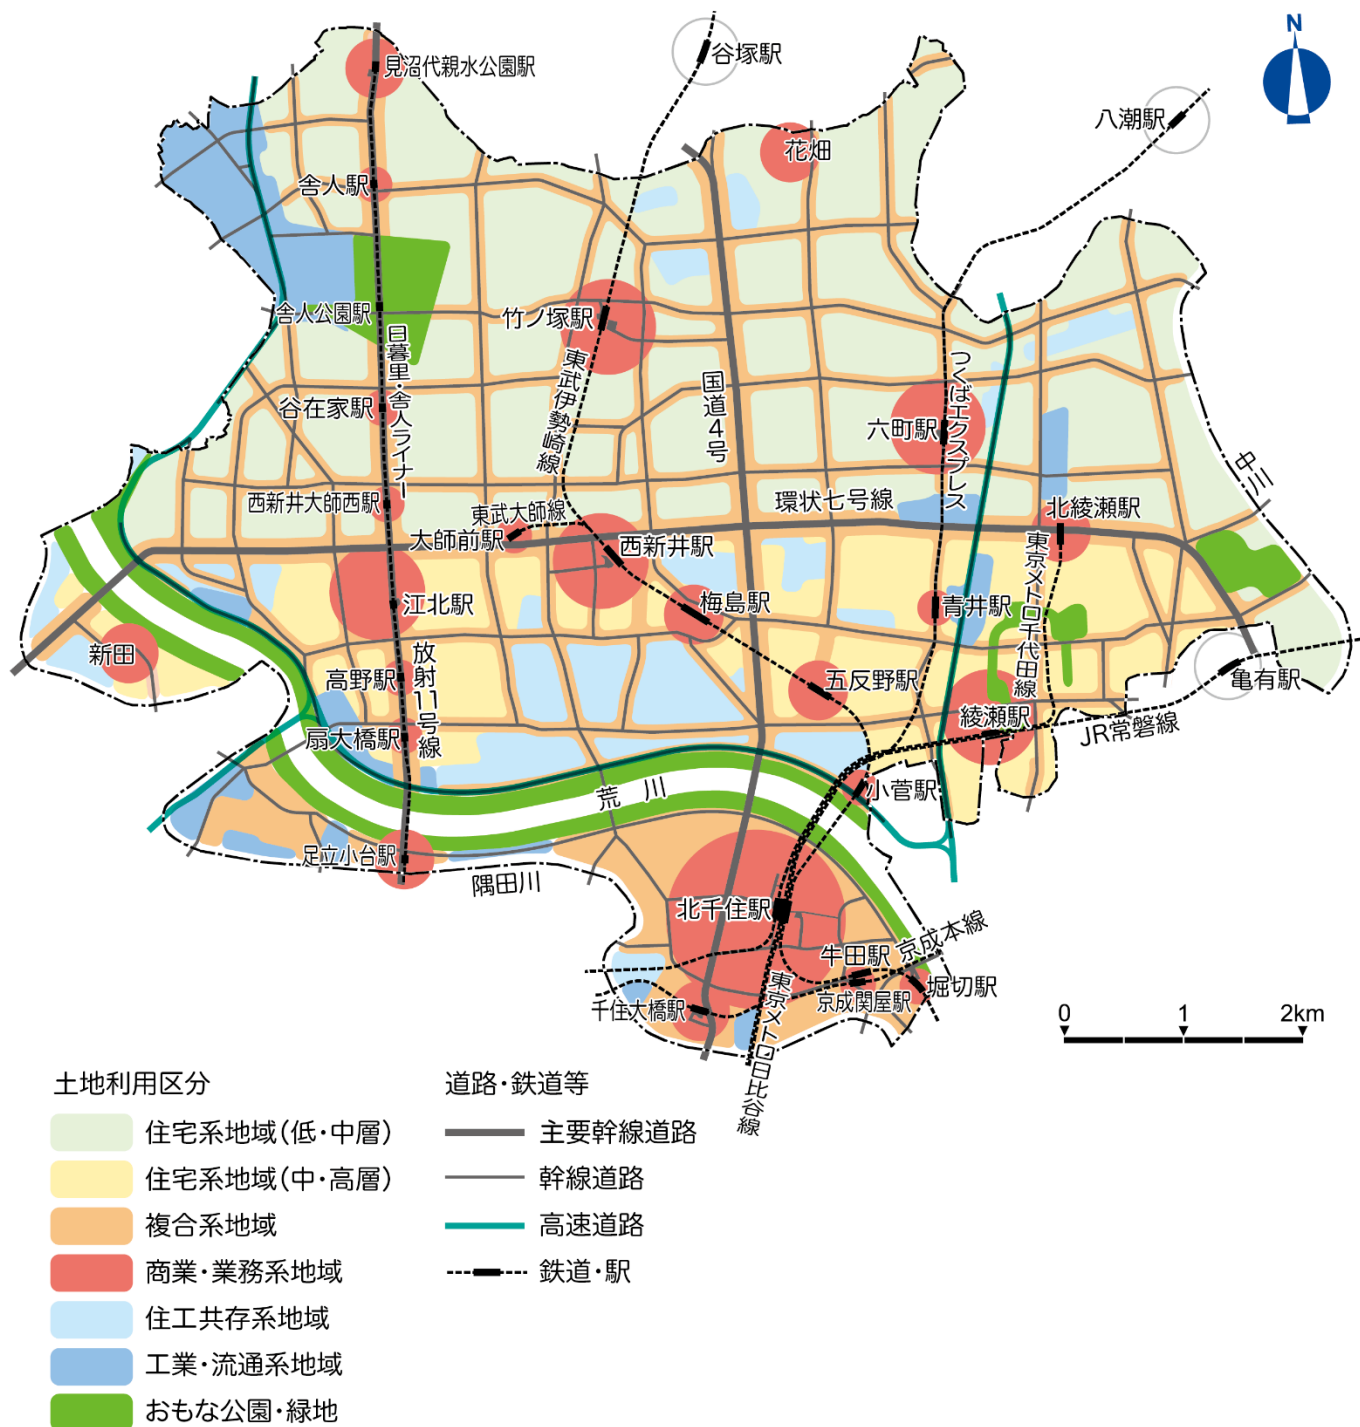 N
谷塚駅
見沼代親水公園駅
八潮駅
花畑
舎人駅
舎人公園駅
竹ノ塚駅
日暮里・舎人ライナー
東武伊勢崎線
国道4号
つくばエクスプレス
谷在家駅
六町駅
中川
西新井大師西駅
東武大師線
環状七号線
北綾瀬駅
大師前駅
西新井駅
東京メトロ千代田線
江北駅
梅島駅
青井駅
新田
放射11号線
高野駅
五反野駅
亀有駅
綾瀬駅
扇大橋駅
JR常磐線
荒川
小菅駅
足立小台駅
隅田川
北千住駅
牛田駅
京成本線
千住大橋駅
東京メトロ日比谷線
京成関屋駅
堀切駅
0 1 2km
土地利用区分
住宅系地域(低・中層)
住宅系地域(中・高層)
複合系地域
商業・業務系地域
住工共存系地域
工業・流通系地域
おもな公園・緑地
道路・鉄道等
主要幹線道路
幹線道路
高速道路
鉄道・駅